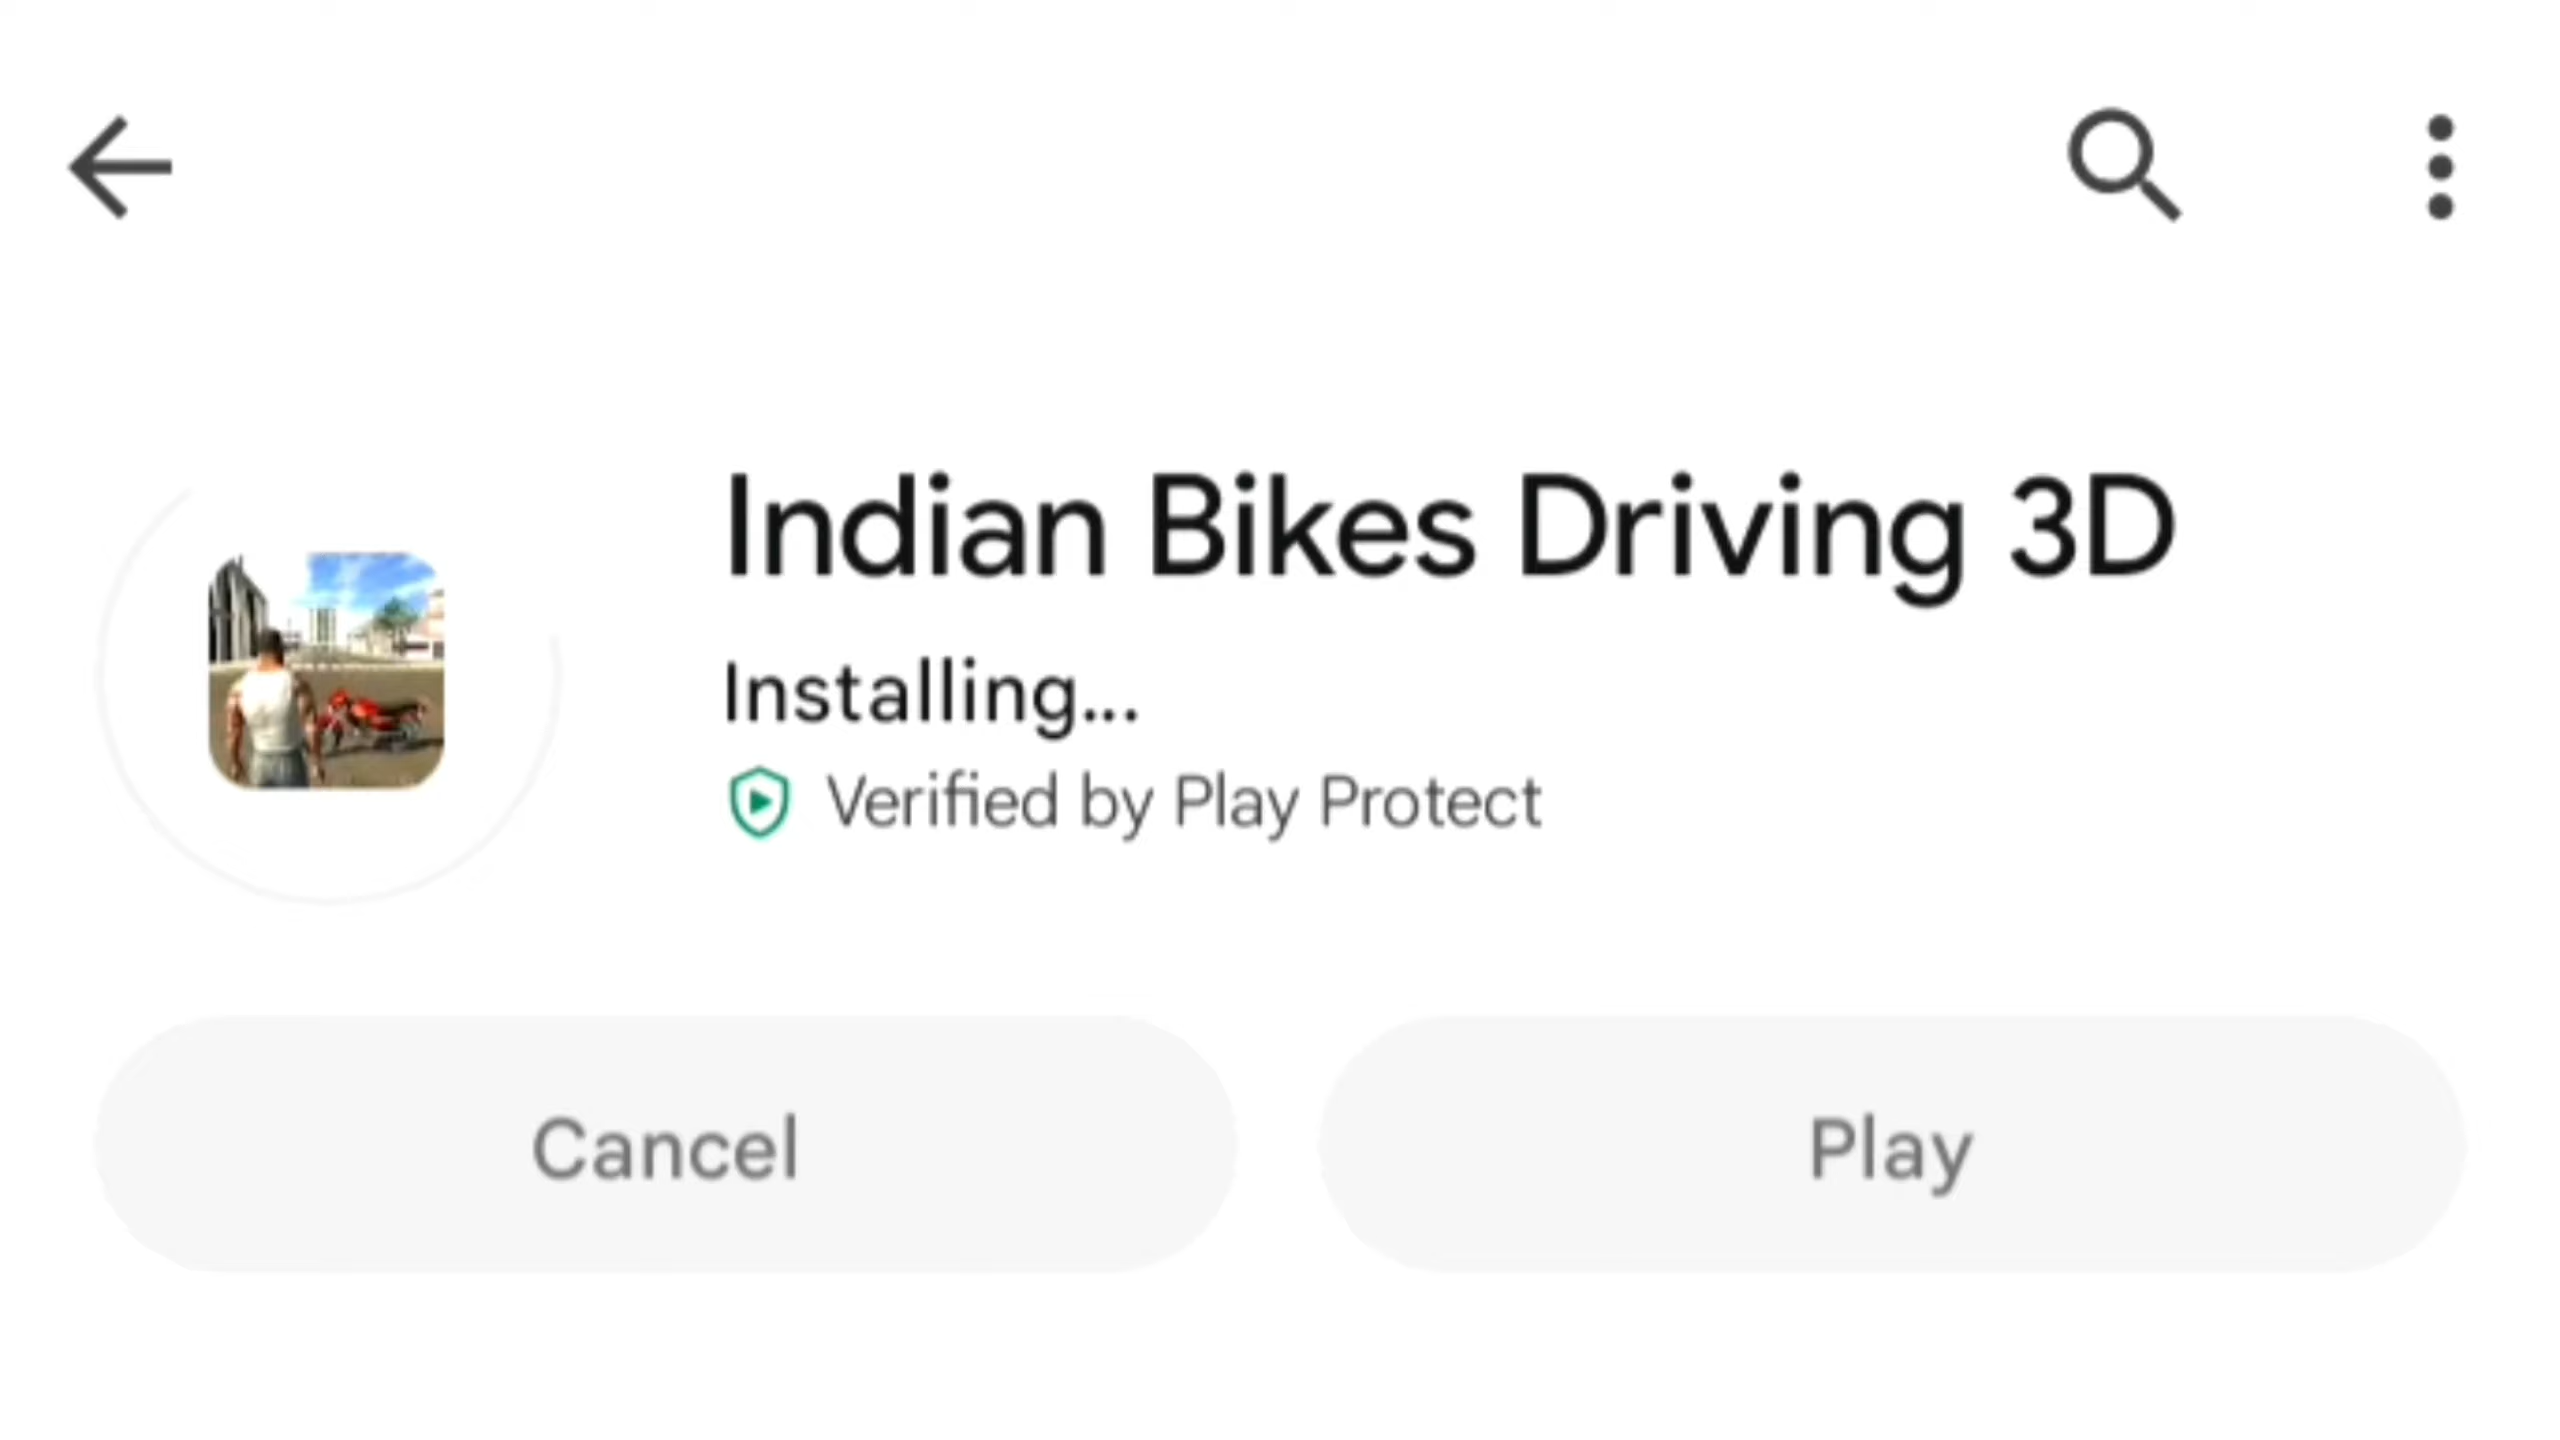 Indian Bikes Driving 3D
Installing...
Verified by Play Protect
Cancel
Play